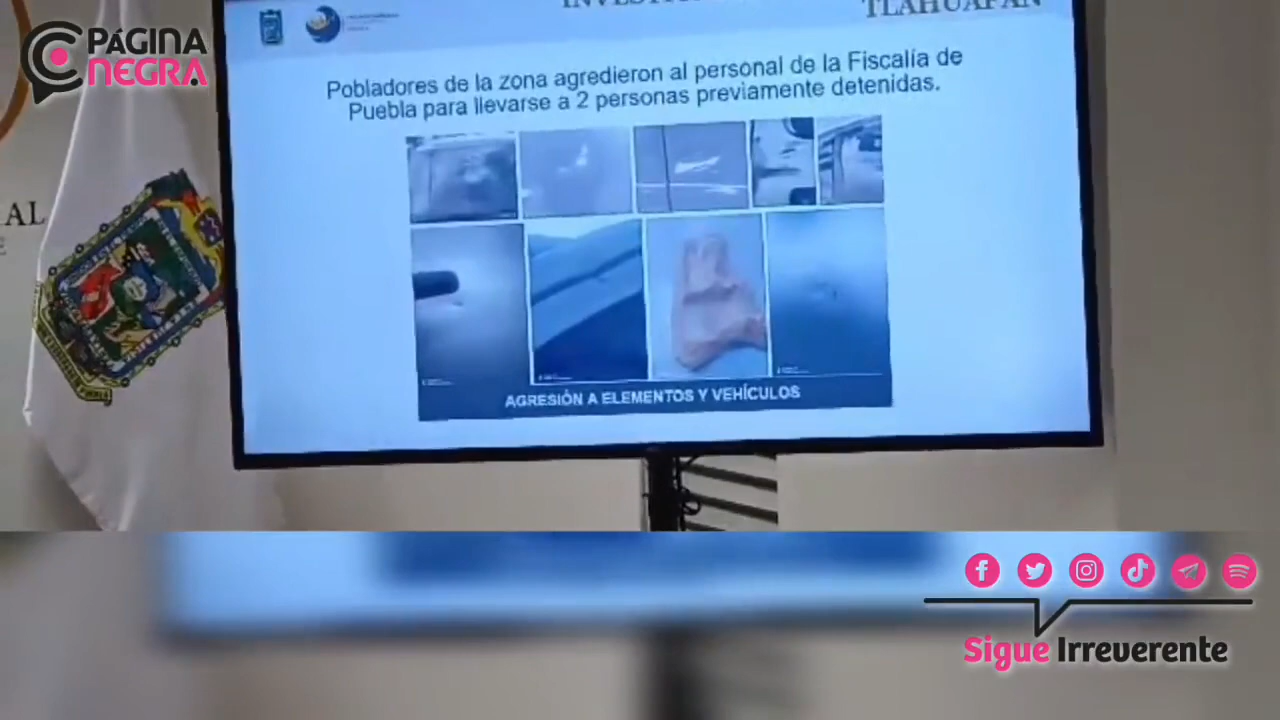 TLAHUAPAN
PÁGINA
NEGRA
Pobladores de la zona agredieron al personal de la Fiscalía de
Puebla para llevarse a 2 personas previamente detenidas.
AL
E
AGRESIÓN A ELEMENTOS Y VEHÍCULOS
Sigue Irreverente